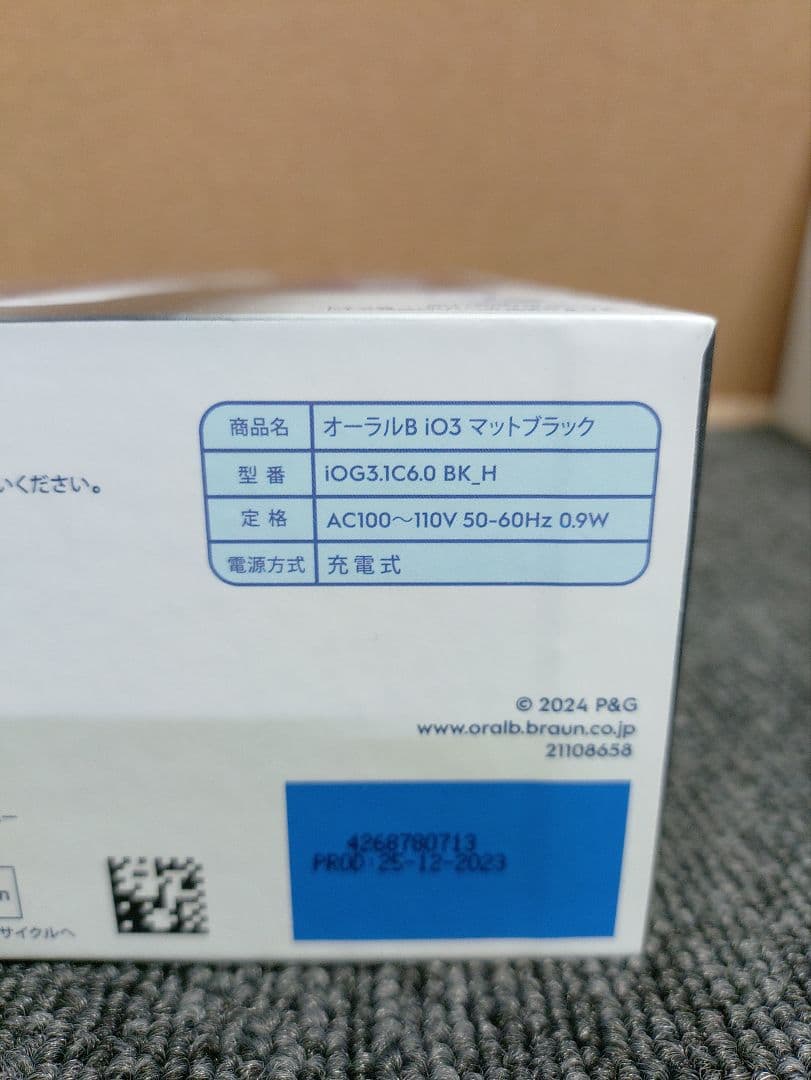 いください。
商品名 オーラルB iO3 マットブラック
型番 iOG3.1C6.0 BK_H
定格 AC100～110V 50-60Hz 0.9W
電源方式 充電式
© 2024 P&G
www.oralb.braun.co.jp
21108658
4268780713
PROD:25-12-2023
サイクルへ